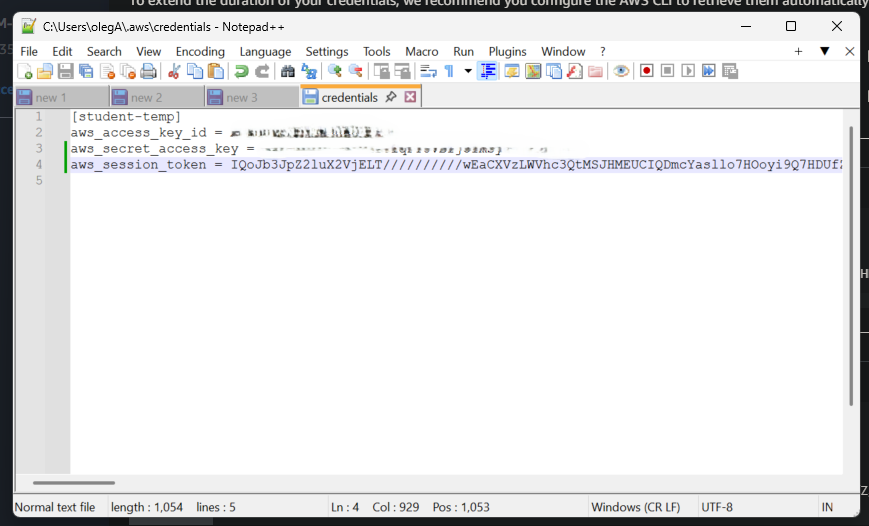 To extend the duration of your credentials, we recommend you configure the AWS CLI to retrieve them automatically
C:\Users\olegA\.aws\credentials - Notepad++
File Edit Search View Encoding Language Settings Tools Macro Run Plugins Window ?
+ ▼ ×
new 1 new 2 new 3 credentials
1 [student-temp]
2 aws_access_key_id =
3 aws_secret_access_key =
4 aws_session_token = IQoJb3JpZ2luX2VjELT//////////wEaCXVzLWVhc3QtMSJHMEUCIQDmcYasllo7HOoyi9Q7HDUf
5
Normal text file length : 1,054 lines : 5 Ln : 4 Col : 929 Pos : 1,053 Windows (CR LF) UTF-8 IN